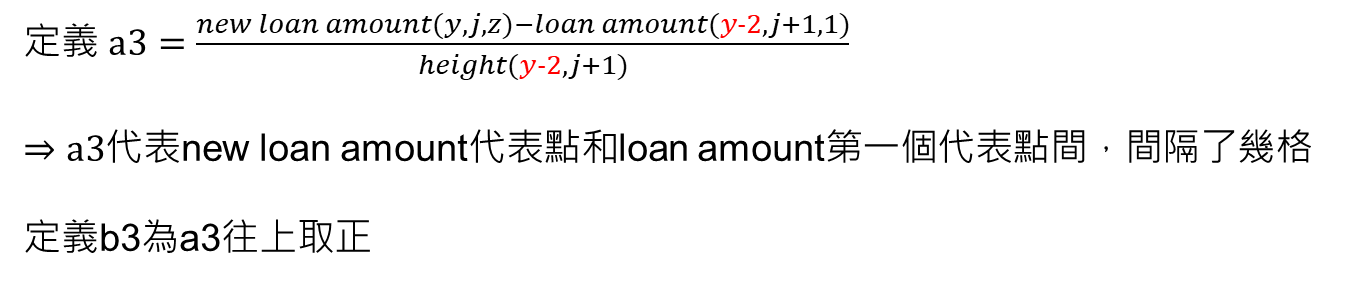 定義 a3 = \frac{new loan amount(y,j,z)−loan amount(y-2,j+1,1)}{height(y-2,j+1)}
⇒ a3代表new loan amount代表點和loan amount第一個代表點間，間隔了幾格
定義b3為a3往上取正